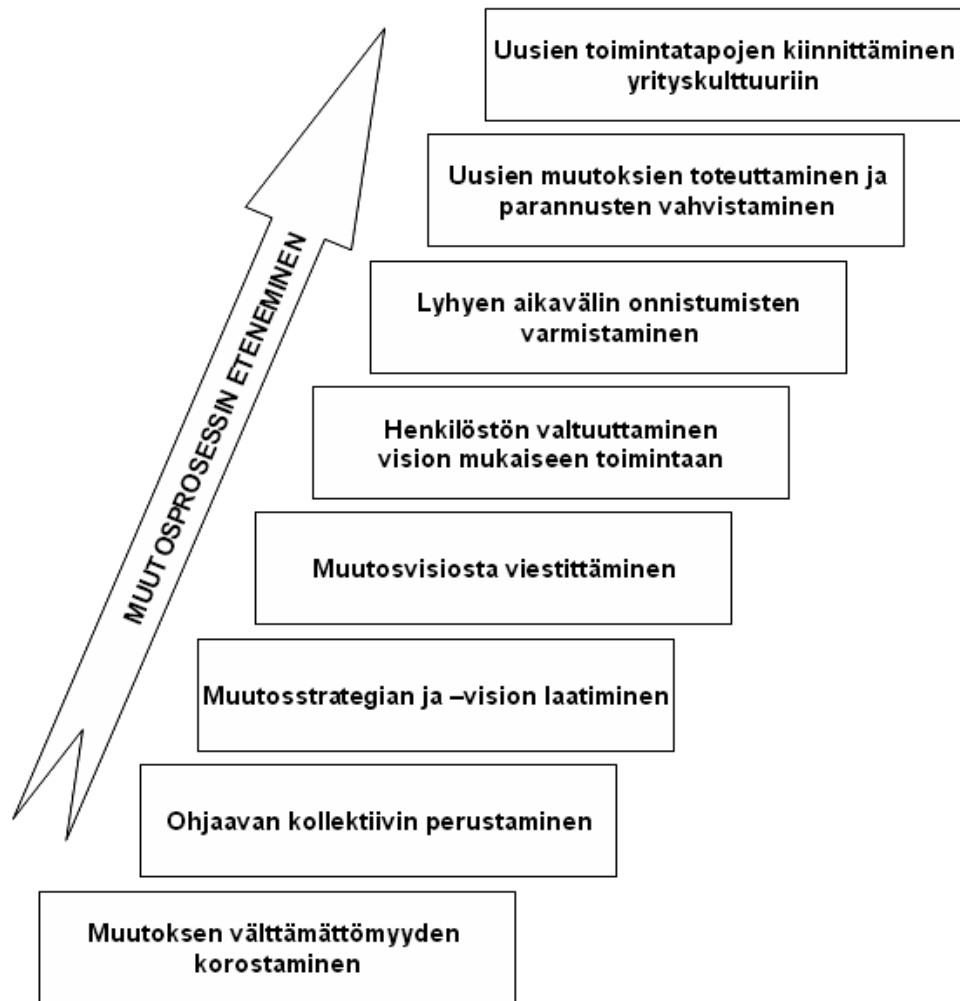 Uusien toimintatapojen kiinnittäminen
yrityskulttuuriin
Uusien muutoksien toteuttaminen ja
parannusten vahvistaminen
Lyhyen aikavälin onnistumisten
varmistaminen
Henkilöstön valtuuttaminen
vision mukaiseen toimintaan
Muutosvisiosta viestittäminen
Muutosstrategian ja –vision laatiminen
Ohjaavan kollektiivin perustaminen
Muutoksen välttämättömyyden
korostaminen
MUUTOSPROSESSIN ETENEMINEN